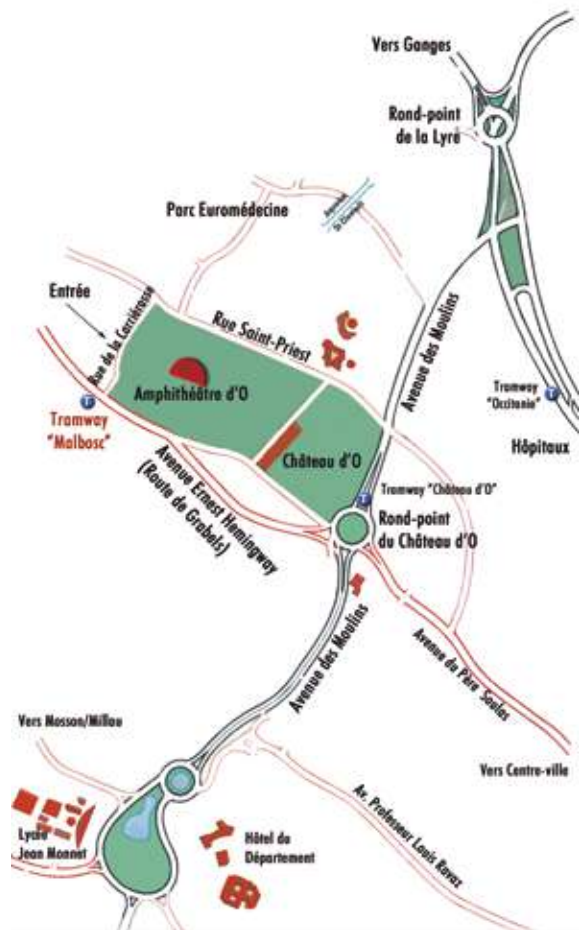 Vers Ganges
Rond-point
de la Lyre
Parc Euromédecine
St Clément
Entrée
Rue de la Carriérasse
Rue Saint-Priest
Avenue des Moulins
Amphithéâtre d'O
Tramway
"Occitanie"
Tramway
"Malbosc"
Hôpitaux
Château d'O
Avenue Ernest Hemingway
(Route de Grabels)
Tramway "Château d'O"
Rond-point
du Château d'O
Avenue des Moulins
Avenue du Père Soulas
Vers Mosson/Millau
Vers Centre-ville
Av. Professeur Louis Ravaz
Lycée
Jean Monnet
Hôtel du
Département